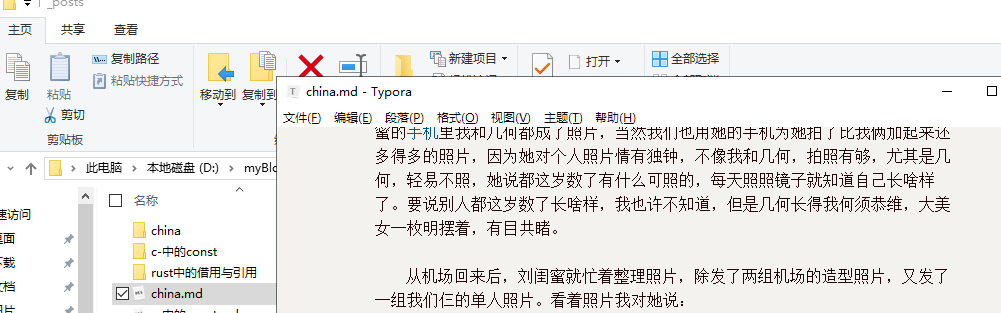 _posts
主页 共享 查看
复制 粘贴 复制路径 粘贴快捷方式 剪切 移动到 复制到 新建项目 打开 全部选择
剪贴板
china.md - Typora
文件(F) 编辑(E) 段落(P) 格式(O) 视图(V) 主题(T) 帮助(H)
此电脑 本地磁盘 (D:) myBlo
名称
速访问
桌面
下载
文档
图片
china
c-中的const
rust中的借用与引用
china.md
蜜的手机里我和几何都成了照片，当然我们也用她的手机为她拍了比我俩加起来还
多得多的照片，因为她对个人照片情有独钟，不像我和几何，拍照有够，尤其是几
何，轻易不照，她说都这岁数了有什么可照的，每天照照镜子就知道自己长啥样
了。要说别人都这岁数了长啥样，我也许不知道，但是几何长得我何须恭维，大美
女一枚明摆着，有目共睹。
从机场回来后，刘闺蜜就忙着整理照片，除发了两组机场的造型照片，又发了
一组我们仨的单人照片。看着照片我对她说：